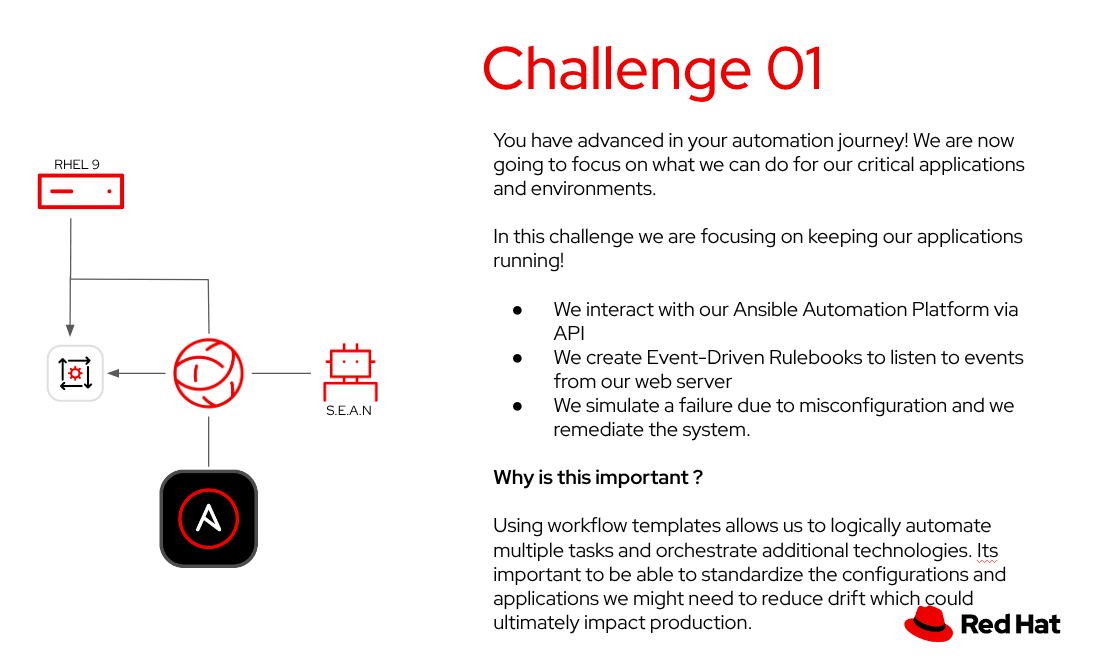 Challenge 01
You have advanced in your automation journey! We are now
going to focus on what we can do for our critical applications
and environments.
In this challenge we are focusing on keeping our applications
running!
● We interact with our Ansible Automation Platform via
API
● We create Event-Driven Rulebooks to listen to events
from our web server
● We simulate a failure due to misconfiguration and we
remediate the system.
Why is this important ?
Using workflow templates allows us to logically automate
multiple tasks and orchestrate additional technologies. Its
important to be able to standardize the configurations and
applications we might need to reduce drift which could
ultimately impact production.
RHEL 9
S.E.A.N
Red Hat